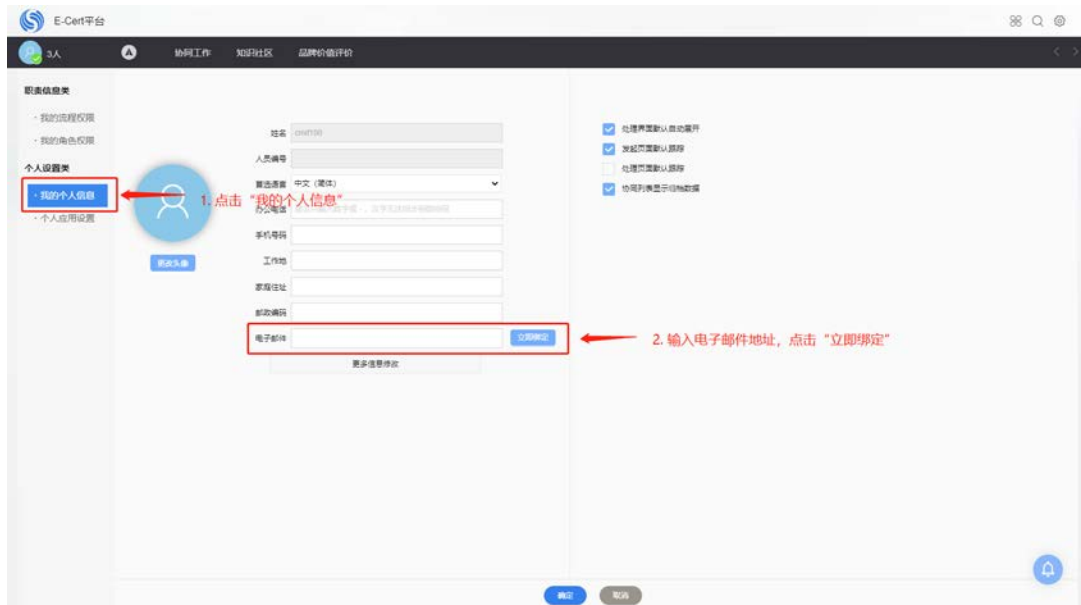 E-Cert平台
3人
协同工作 知识社区 品牌价值评价
职责信息类
· 我的流程权限
· 我的角色权限
个人设置类
· 我的个人信息
· 个人应用设置
1. 点击“我的个人信息”
更改头像
姓名
人员编号
首选语言 中文（简体）
办公电话
手机号码
工作地
家庭住址
邮政编码
电子邮件 立即绑定
2. 输入电子邮件地址，点击“立即绑定”
更多信息修改
处理界面默认自动展开
发起页面默认跟踪
处理页面默认跟踪
协同列表显示归档数据
确定 取消